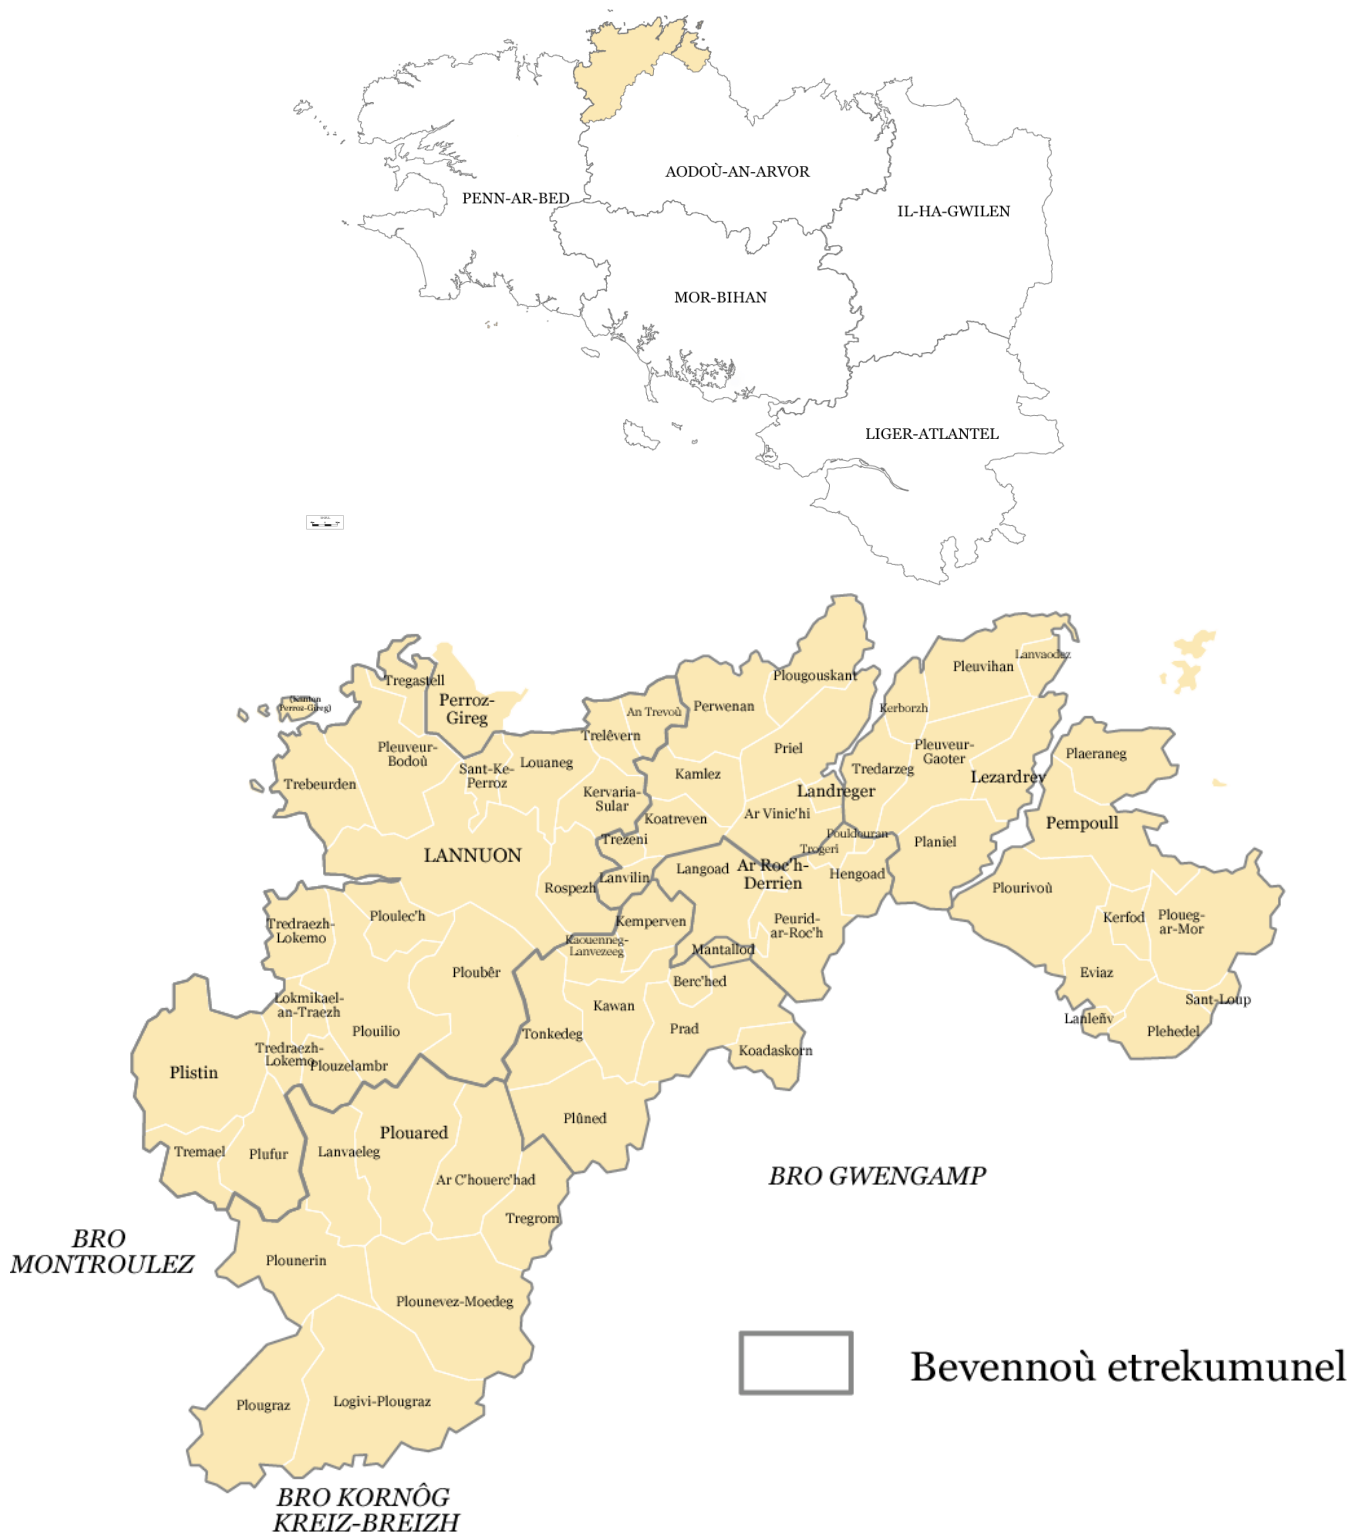 AODOÙ-AN-ARVOR
PENN-AR-BED
IL-HA-GWILEN
MOR-BIHAN
LIGER-ATLANTEL
Lanvaodez
Pleuvihan
Plougouskant
Tregastell
(Kumun
Perroz-Gireg)
Perroz-
Gireg
Perwenan
Kerborzh
An Trevoù
Trelêvern
Pleuveur-
Bodoù
Priel
Pleuveur-
Gaoter
Plaeraneg
Louaneg
Sant-Ke-
Perroz
Kamlez
Tredarzeg
Lezardrev
Trebeurden
Kervaria-
Sular
Landreger
Koatreven
Ar Vinic'hi
Pempoull
Trezeni
Pouldouran
Trogeri
Planiel
LANNUON
Langoad
Ar Roc'h-
Derrien
Hengoad
Lanvilin
Rospezh
Plourivoù
Ploulec'h
Kemperven
Peurid-
ar-Roc'h
Kerfod
Ploueg-
ar-Mor
Tredraezh-
Lokemo
Kaouenneg-
Lanvezeeg
Mantallod
Ploubêr
Berc'hed
Eviaz
Lokmikael-
an-Traezh
Kawan
Sant-Loup
Lanleñv
Plouilio
Tonkedeg
Prad
Plehedel
Tredraezh-
Lokemo
Plouzelambr
Koadaskorn
Plistin
Plûned
Plouared
Tremael
Plufur
Lanvaeleg
Ar C'houerc'had
BRO GWENGAMP
Tregrom
BRO
MONTROULEZ
Plounerin
Plounevez-Moedeg
Bevennoù etrekumunel
Plougraz
Logivi-Plougraz
BRO KORNÔG
KREIZ-BREIZH